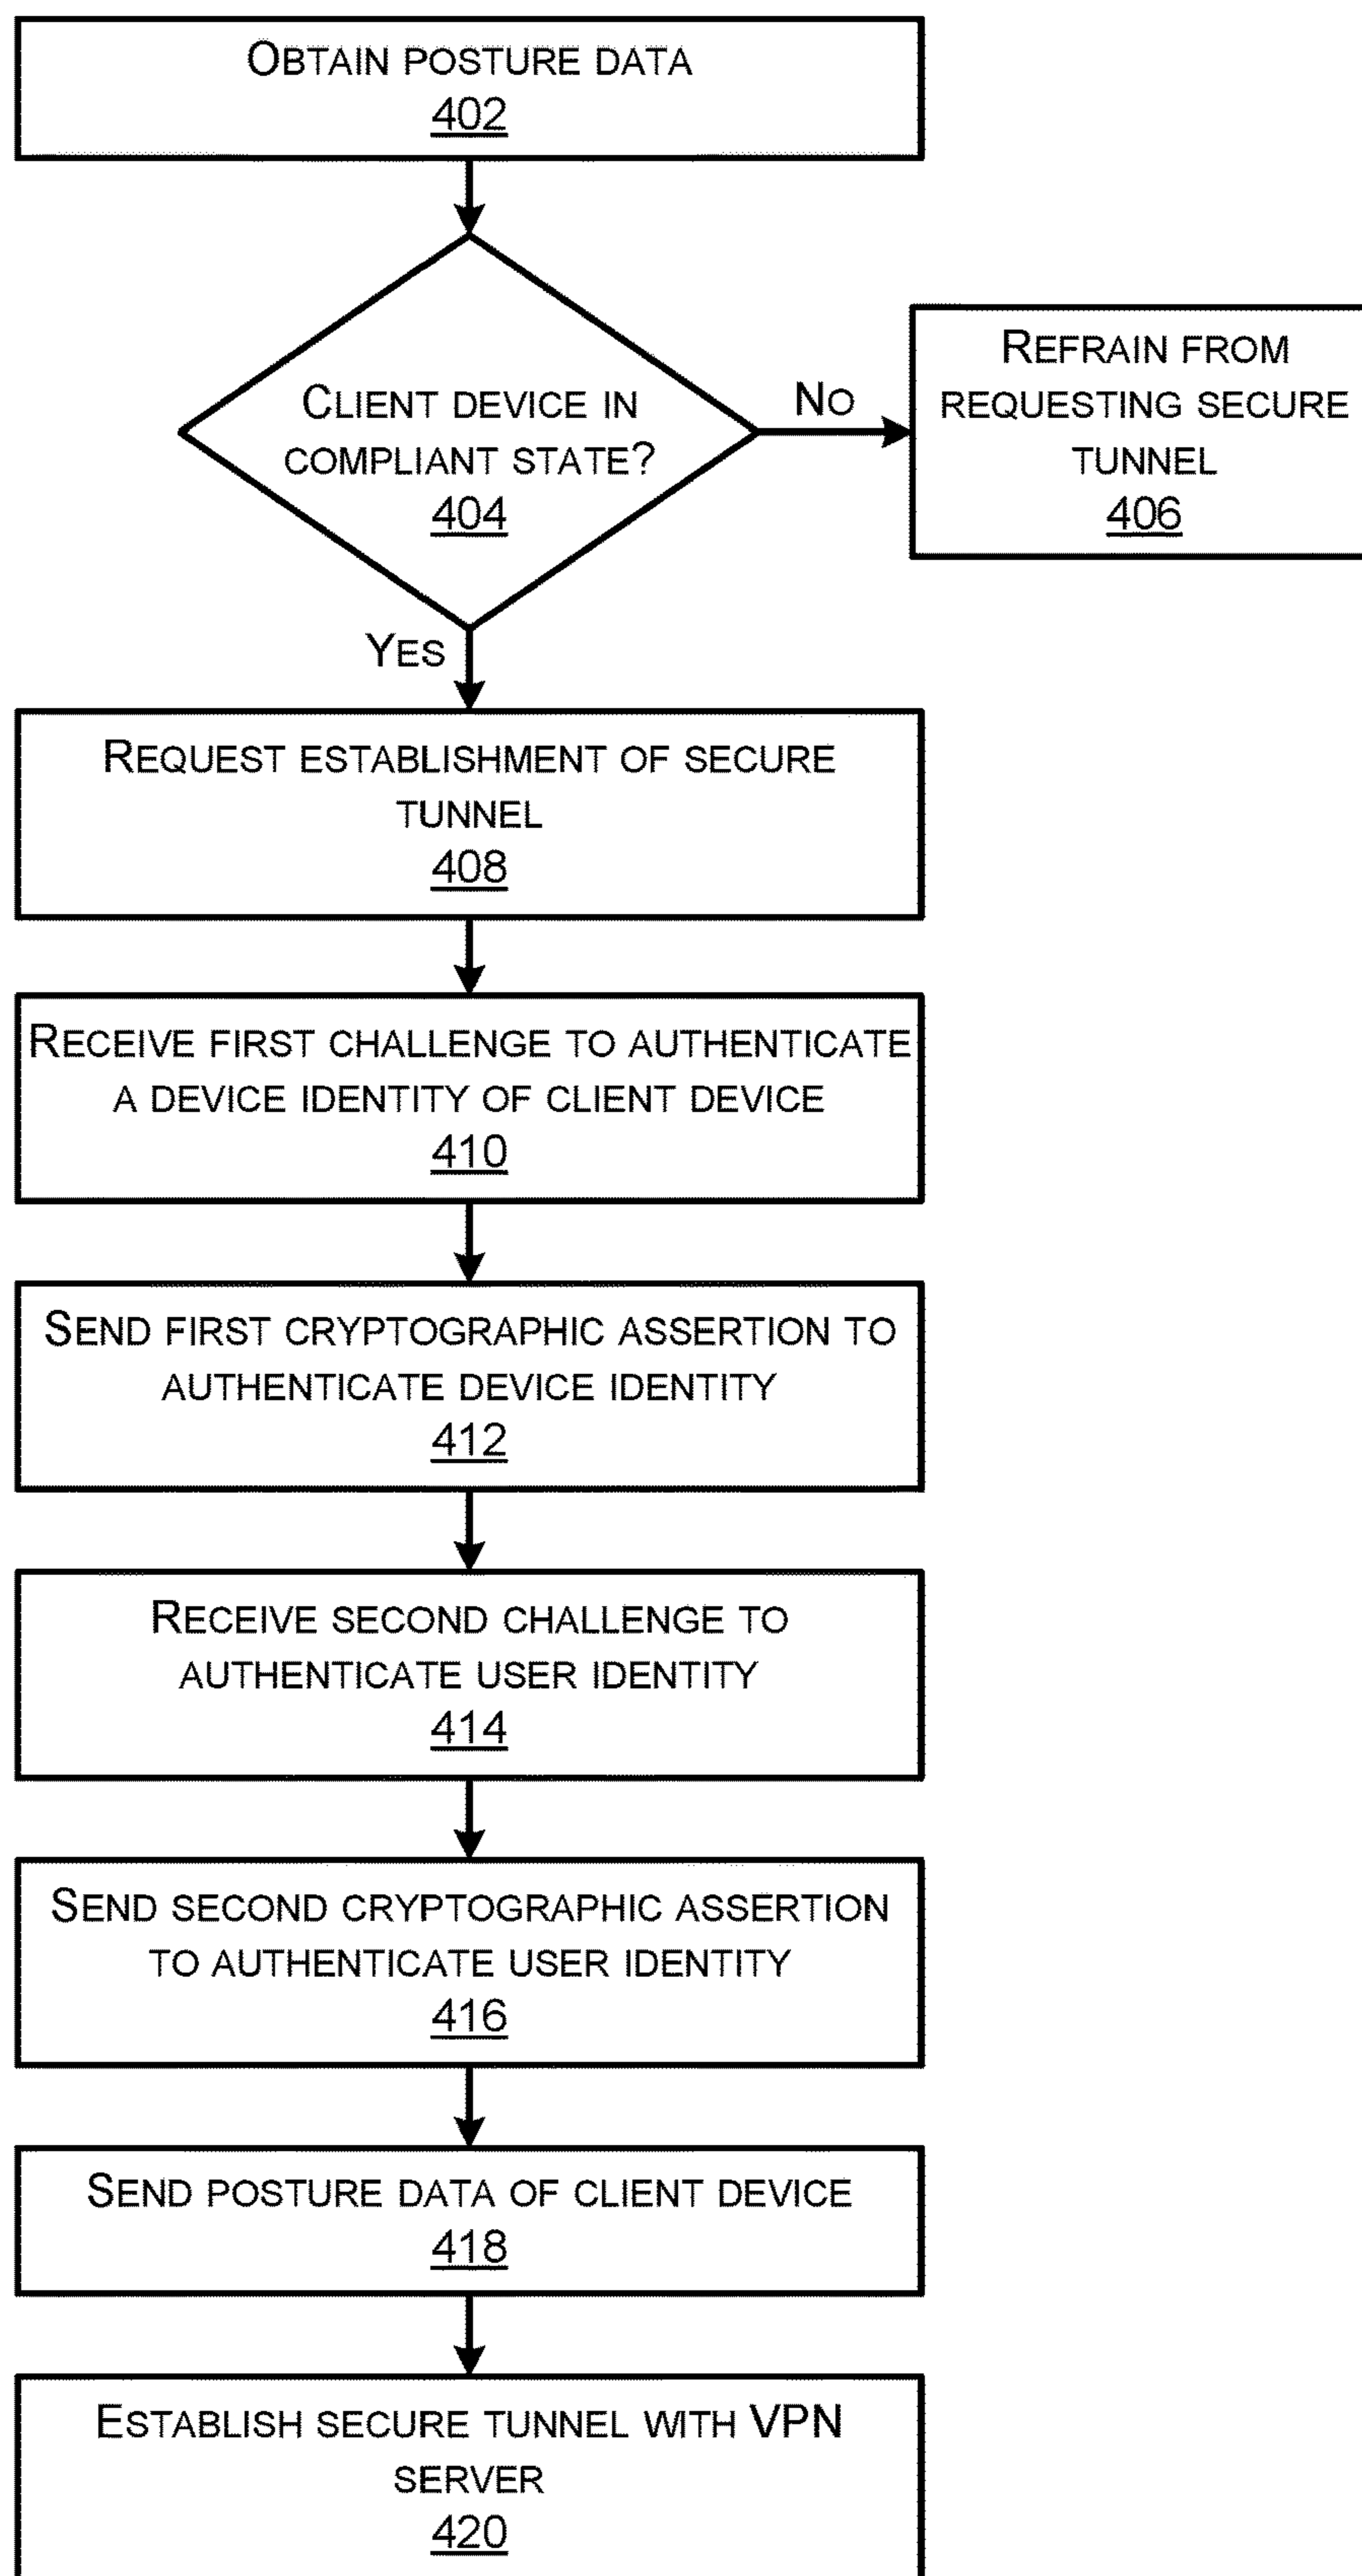 OBTAIN POSTURE DATA
402
CLIENT DEVICE IN
COMPLIANT STATE?
404
NO
REFRAIN FROM
REQUESTING SECURE
TUNNEL
406
YES
REQUEST ESTABLISHMENT OF SECURE
TUNNEL
408
RECEIVE FIRST CHALLENGE TO AUTHENTICATE
A DEVICE IDENTITY OF CLIENT DEVICE
410
SEND FIRST CRYPTOGRAPHIC ASSERTION TO
AUTHENTICATE DEVICE IDENTITY
412
RECEIVE SECOND CHALLENGE TO
AUTHENTICATE USER IDENTITY
414
SEND SECOND CRYPTOGRAPHIC ASSERTION
TO AUTHENTICATE USER IDENTITY
416
SEND POSTURE DATA OF CLIENT DEVICE
418
ESTABLISH SECURE TUNNEL WITH VPN
SERVER
420